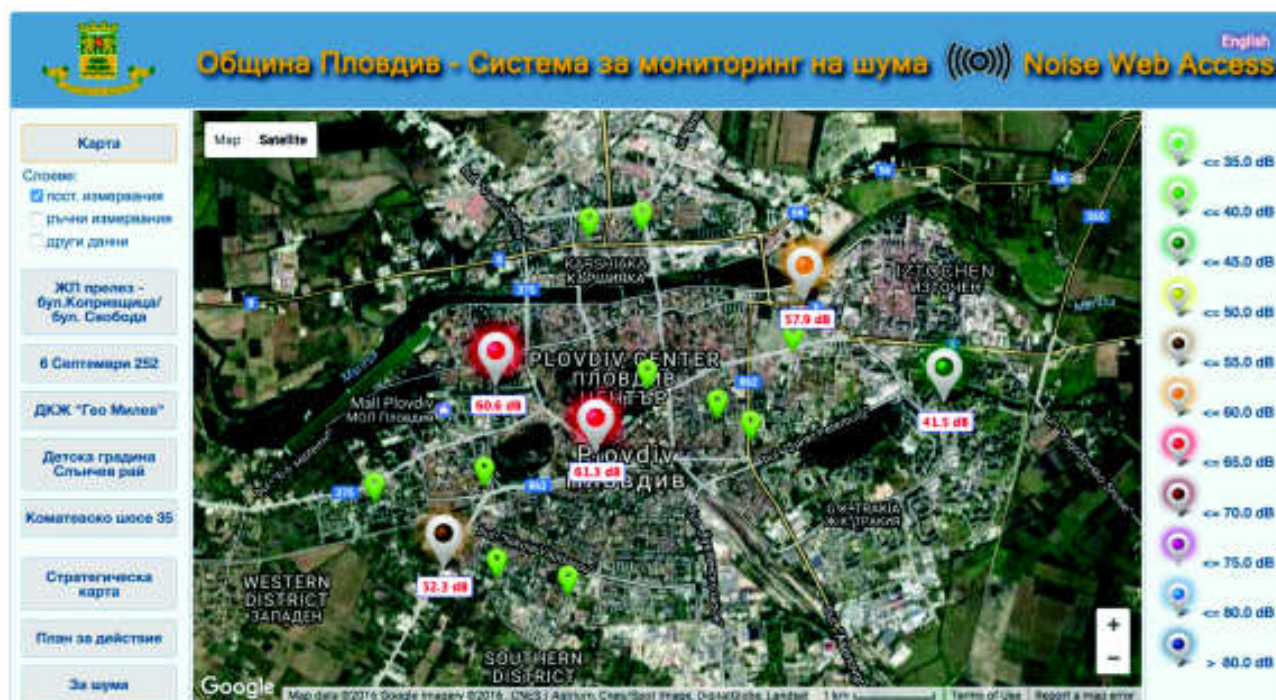 English
Община Пловдив - Система за мониторинг на шума Noise Web Access
Карта
Слоеве:
пост. измервания
ръчни измервания
други данни
ЖП прелез -
бул.Копривщица/
бул. Свобода
6 Септември 252
ДКЖ "Гео Милев"
Детска градина
Слънчев рай
Коматевско шосе 35
Стратегическа
карта
План за действие
За шума
Map Satellite
KARSHIAKA
КЪРШИЯКА
IZTOCHEN
ИЗТОЧЕН
57.9 dB
PLOVDIV CENTER
ПЛОВДИВ
ЦЕНТЪР
Mall Plovdiv
МОЛ Пловдив
60.6 dB
41.5 dB
61.3 dB
Plovdiv
Пловдив
375
862
52.3 dB
WESTERN
DISTRICT
ЗАПАДЕН
SOUTHERN
DISTRICT
Google
1 km
Terms of Use
Report a map error
<= 35.0 dB
<= 40.0 dB
<= 45.0 dB
<= 50.0 dB
<= 55.0 dB
<= 60.0 dB
<= 65.0 dB
<= 70.0 dB
<= 75.0 dB
<= 80.0 dB
> 80.0 dB